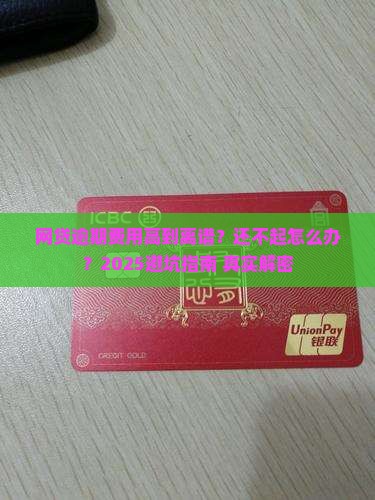 ICBC
网贷逾期费用高到离谱？还不起怎么办
？2025避坑指南 真实解密
CREDIT GOLD
UnionPay
银联